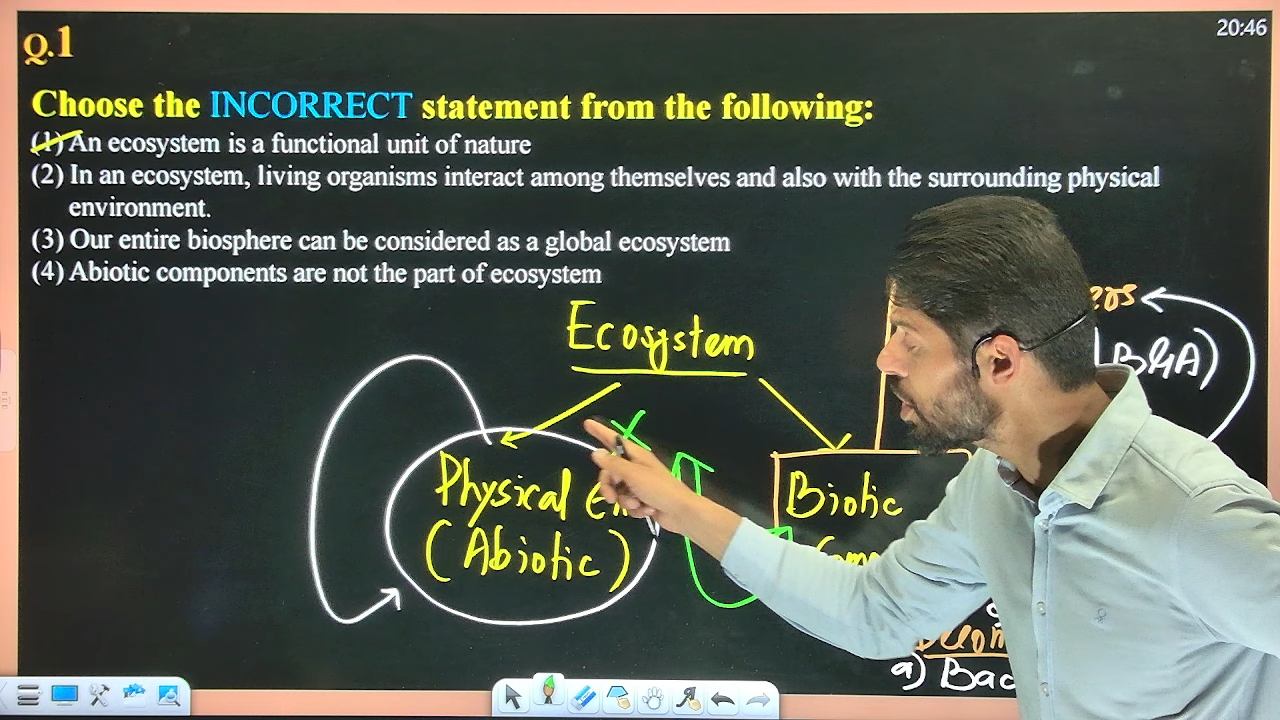 20:46
Q.1
Choose the INCORRECT statement from the following:
(1) An ecosystem is a functional unit of nature
(2) In an ecosystem, living organisms interact among themselves and also with the surrounding physical
environment.
(3) Our entire biosphere can be considered as a global ecosystem
(4) Abiotic components are not the part of ecosystem
Ecosystem
BGA)
Physical
Biotic
(Abiotic)
a)